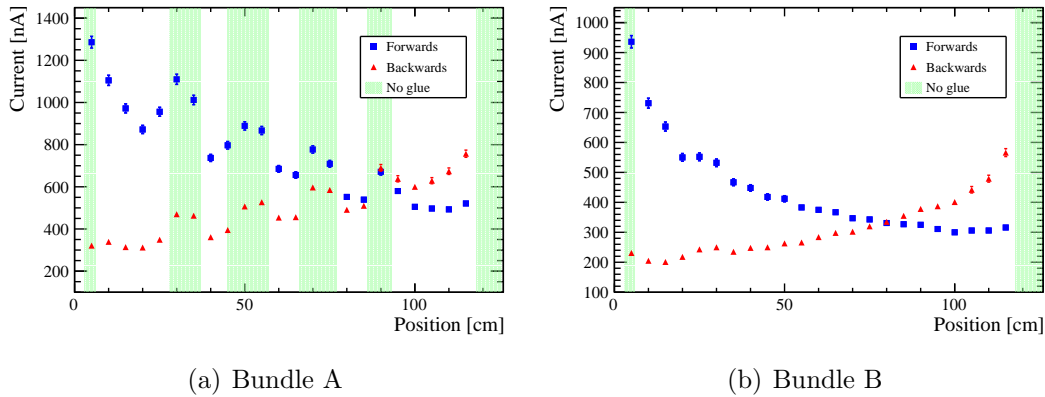 Current [nA]
1400
1200
1000
800
600
400
200
0
50
100
Position [cm]
Forwards
Backwards
No glue
(a) Bundle A
Current [nA]
1000
900
800
700
600
500
400
300
200
100
0
50
100
Position [cm]
Forwards
Backwards
No glue
(b) Bundle B